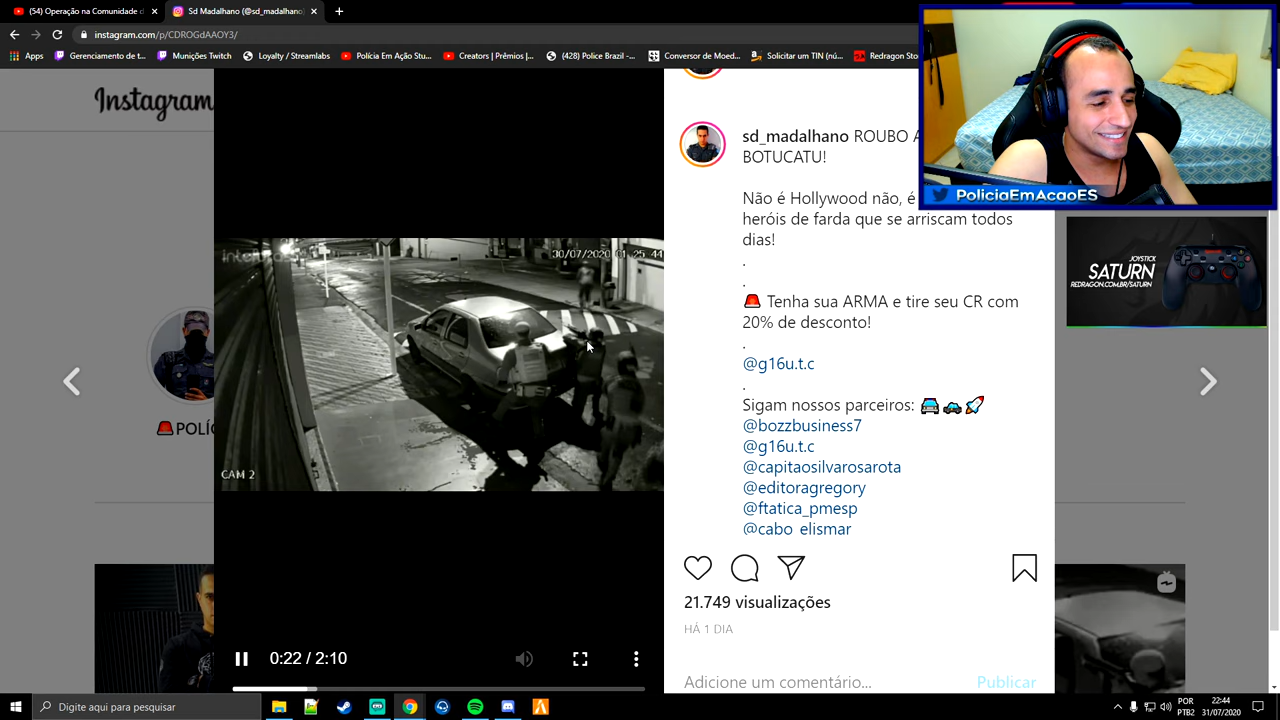 (54) Operação na Comunidade d
Sd Madalhano (@sd_madalhano)
instagram.com/p/CDROGdAAOY3/
Apps
Gerenciamento de t...
Munições Twitch
Loyalty / Streamlabs
Polícia Em Ação Stu...
Creators | Prêmios |...
(428) Police Brazil -...
Conversor de Moed...
Solicitar um TIN (nú...
Redragon Stor
Instagram
sd_madalhano ROUBO A
BOTUCATU!
Não é Hollywood não, é
heróis de farda que se arriscam todos
dias!
.
.
🚨 Tenha sua ARMA e tire seu CR com
20% de desconto!
.
@g16u.t.c
.
Sigam nossos parceiros: 🚘🚗🚀
@bozzbusiness7
@g16u.t.c
@capitaosilvarosarota
@editoragregory
@ftatica_pmesp
@cabo_elismar
PoliciaEmAcaoES
JOYSTICK
SATURN
REDRAGON.COM.BR/SATURN
30/07/2020 01:25:44
CAM 2
🚨POLÍC
21.749 visualizações
HÁ 1 DIA
0:22 / 2:10
Adicione um comentário...
Publicar
Digite aqui para pesquisar
POR
PTB2
22:44
31/07/2020